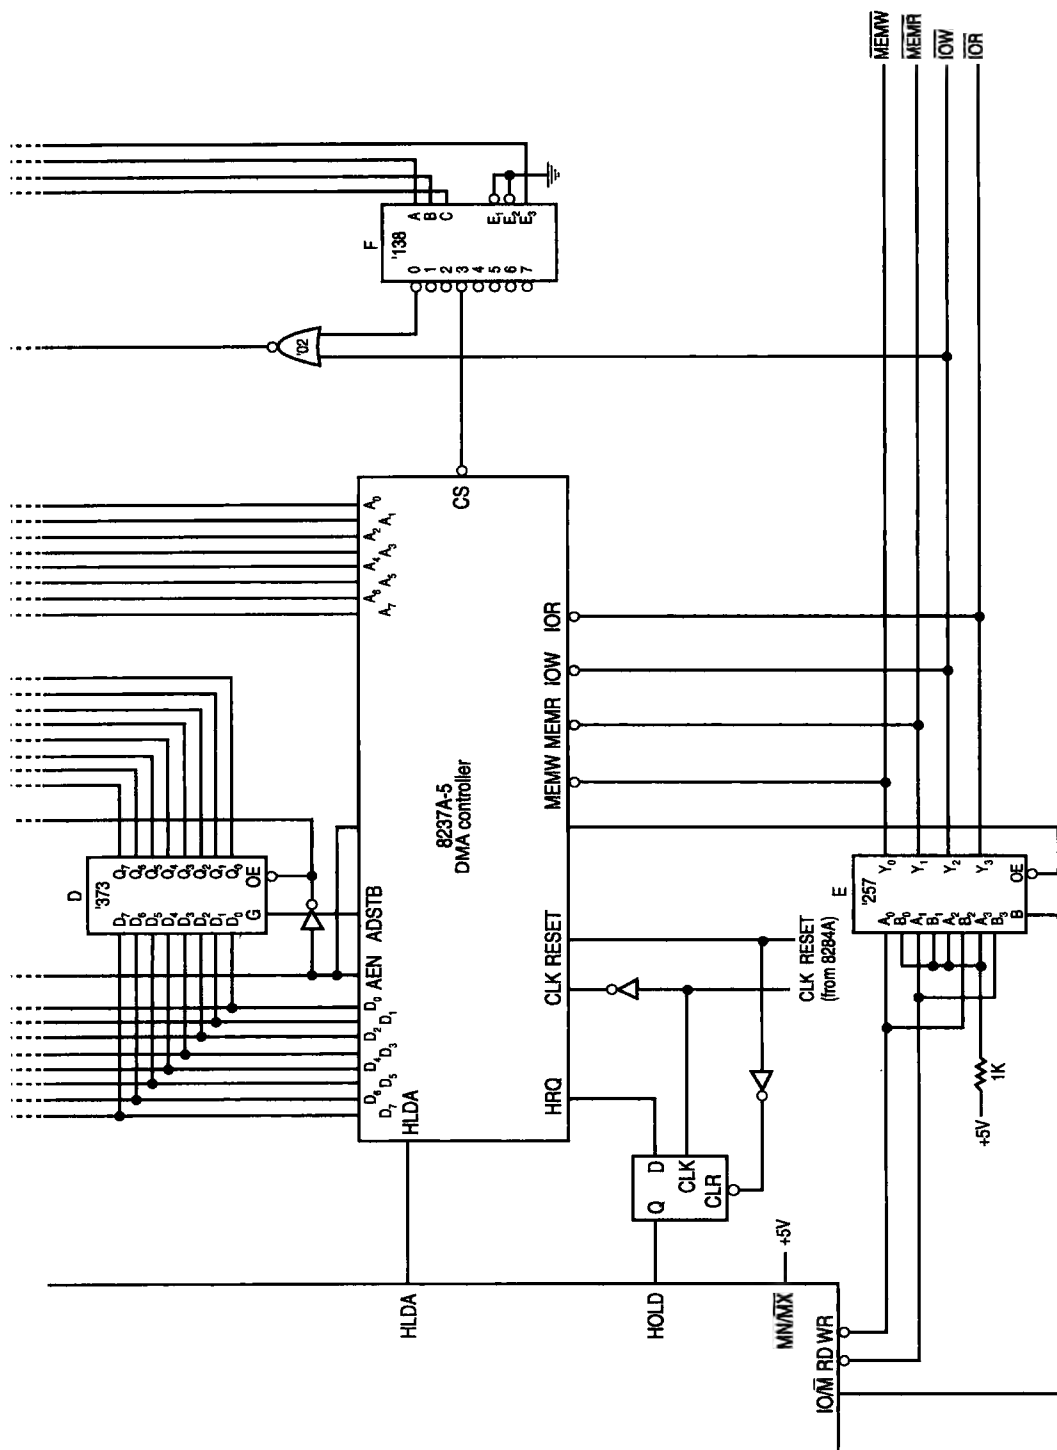 MEMW
MEMR
IOW
IOR
F
'138
A
B
C
E1
E2
E3
0
1
2
3
4
5
6
7
'02
A0
A1
A2
A3
A4
A5
A6
A7
CS
8237A-5
DMA controller
IOR
IOW
MEMR
MEMW
D
'373
Q7
Q6
Q5
Q4
Q3
Q2
Q1
Q0
OE
D7
D6
D5
D4
D3
D2
D1
D0
G
ADSTB
AEN
D0
D1
D2
D3
D4
D5
D6
D7
HLDA
CLK RESET
HRQ
CLK RESET
(from 8284A)
E
'257
Y0
Y1
Y2
Y3
OE
A0
B0
A1
B1
A2
B2
A3
B3
B
1K
+5V
D
Q
CLK
CLR
HLDA
HOLD
MN/MX
+5V
IO/M RD WR